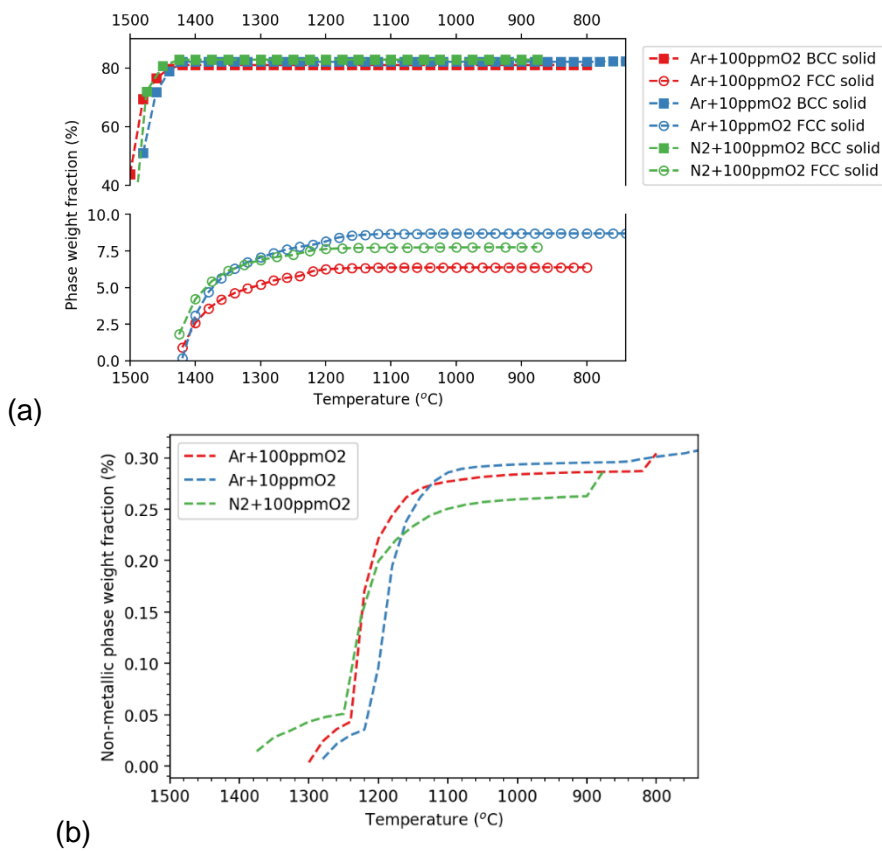 1500 1400 1300 1200 1100 1000 900 800
80
60
40
10.0
7.5
5.0
2.5
0.0
Phase weight fraction (%)
1500 1400 1300 1200 1100 1000 900 800
Temperature (°C)
Ar+100ppmO2 BCC solid
Ar+100ppmO2 FCC solid
Ar+10ppmO2 BCC solid
Ar+10ppmO2 FCC solid
N2+100ppmO2 BCC solid
N2+100ppmO2 FCC solid
(a)
Ar+100ppmO2
Ar+10ppmO2
N2+100ppmO2
0.30
0.25
0.20
0.15
0.10
0.05
0.00
Non-metallic phase weight fraction (%)
1500 1400 1300 1200 1100 1000 900 800
Temperature (°C)
(b)